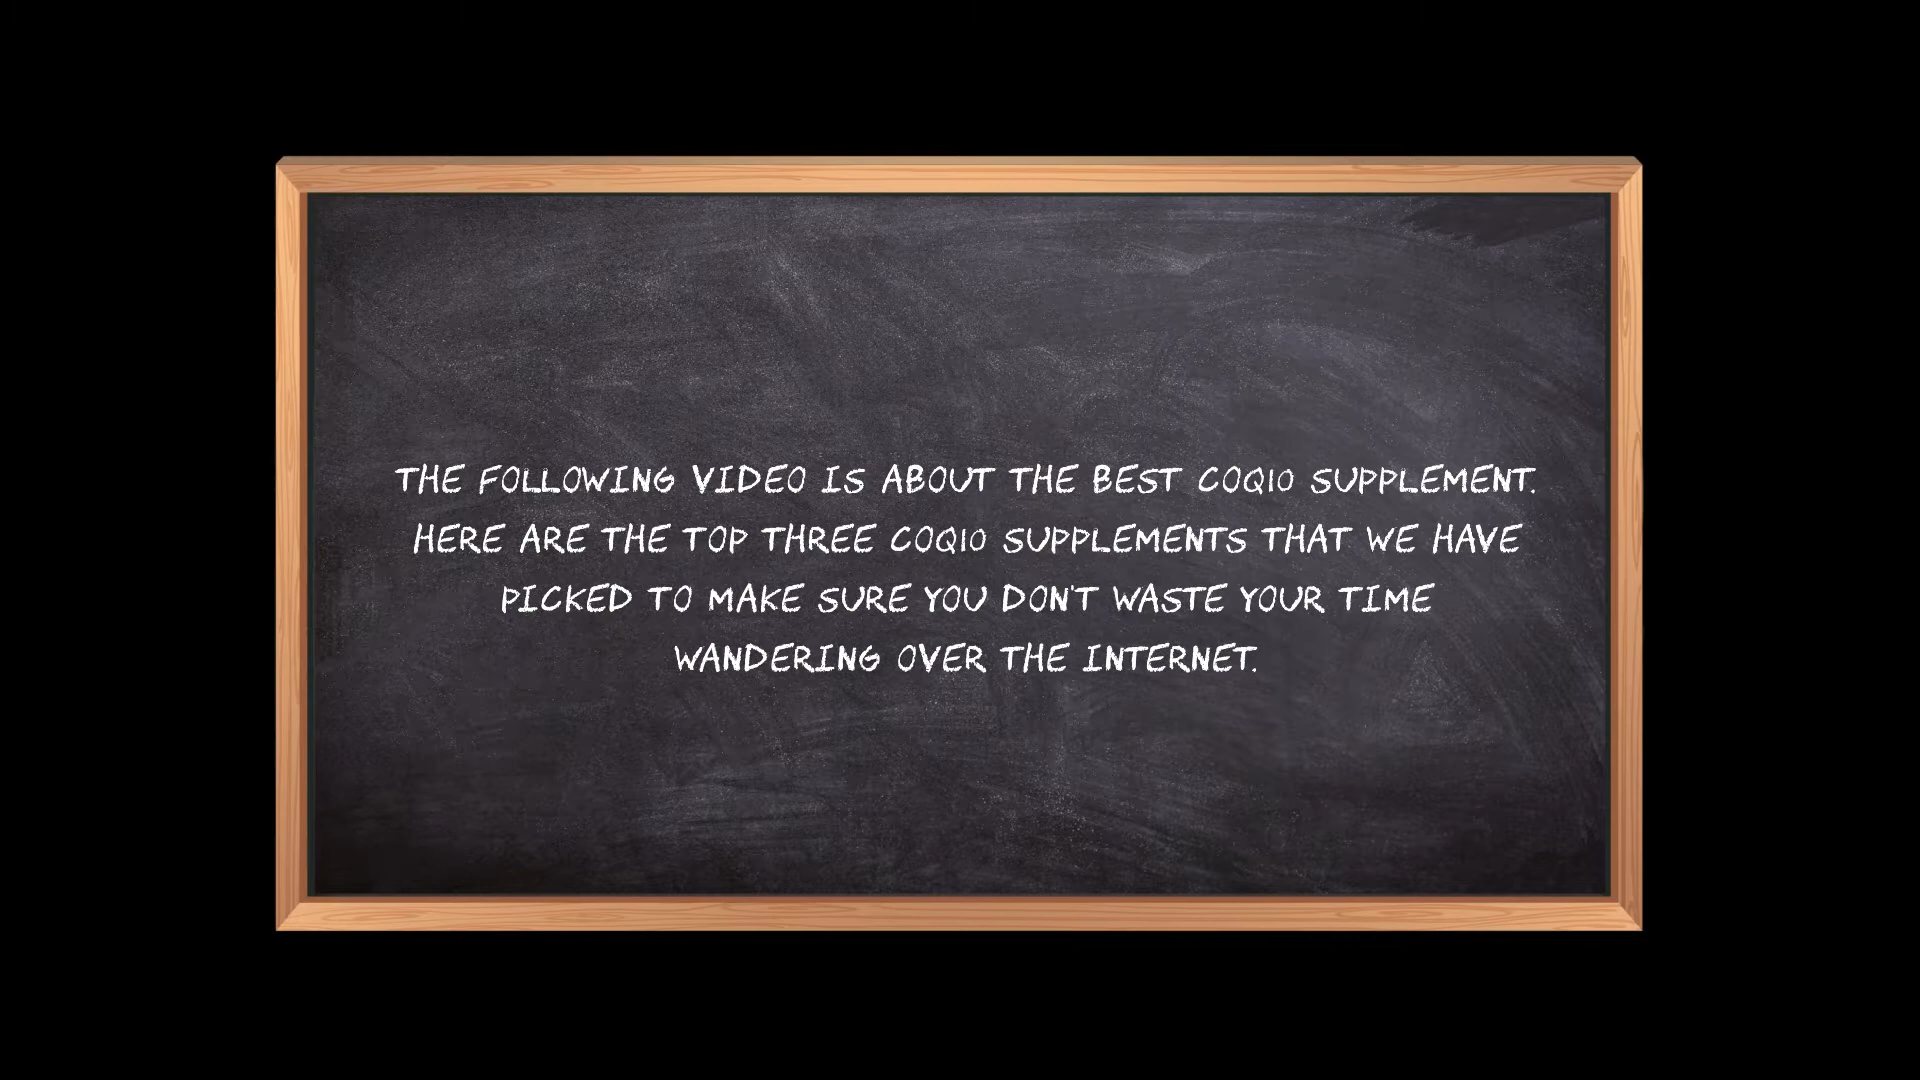 THE FOLLOWING VIDEO IS ABOUT THE BEST COQ10 SUPPLEMENT.
HERE ARE THE TOP THREE COQ10 SUPPLEMENTS THAT WE HAVE
PICKED TO MAKE SURE YOU DON'T WASTE YOUR TIME
WANDERING OVER THE INTERNET.